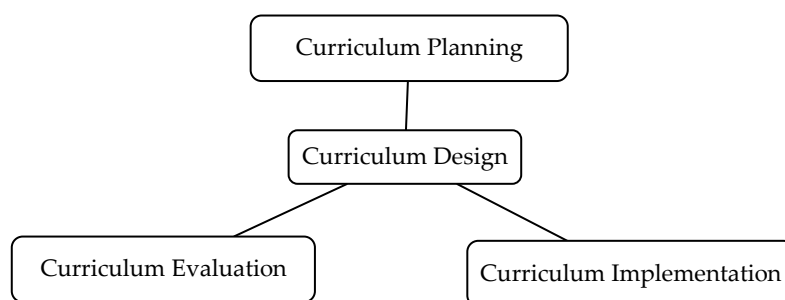 Curriculum Planning
Curriculum Design
Curriculum Evaluation
Curriculum Implementation